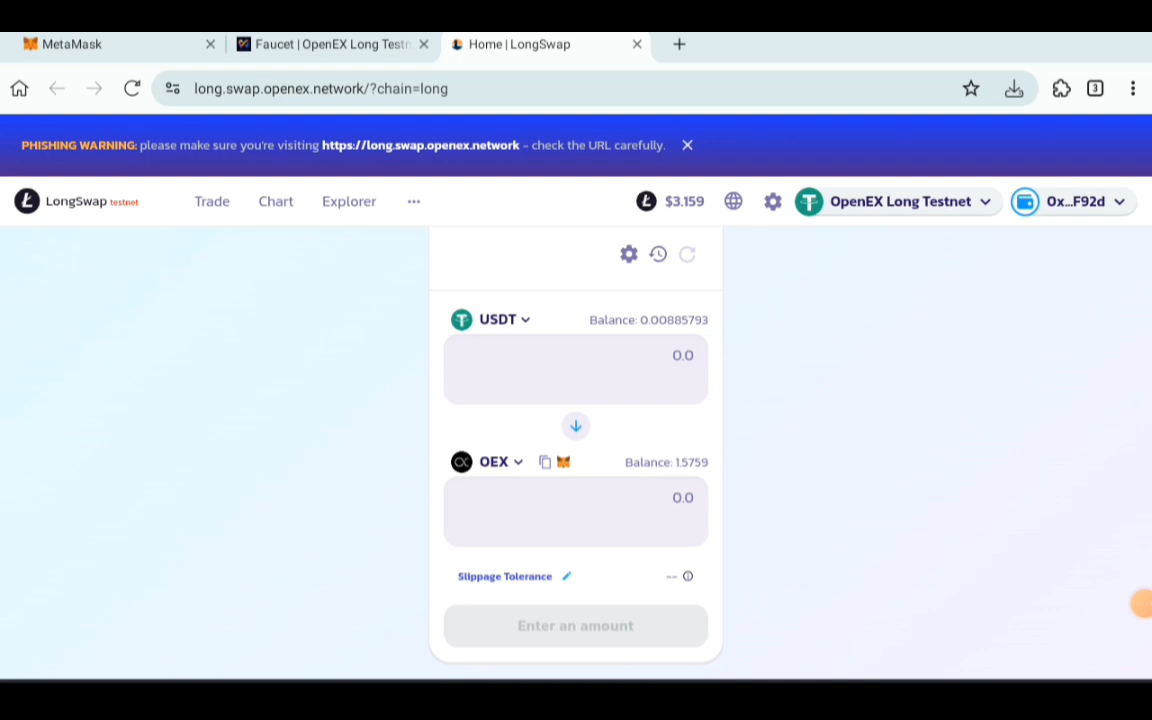 MetaMask
Faucet | OpenEX Long Testn
Home | LongSwap
long.swap.openex.network/?chain=long
3
PHISHING WARNING: please make sure you're visiting https://long.swap.openex.network - check the URL carefully.
LongSwap testnet
Trade
Chart
Explorer
$3.159
OpenEX Long Testnet
0x...F92d
USDT
Balance: 0.00885793
0.0
OEX
Balance: 1.5759
0.0
Slippage Tolerance
--
Enter an amount